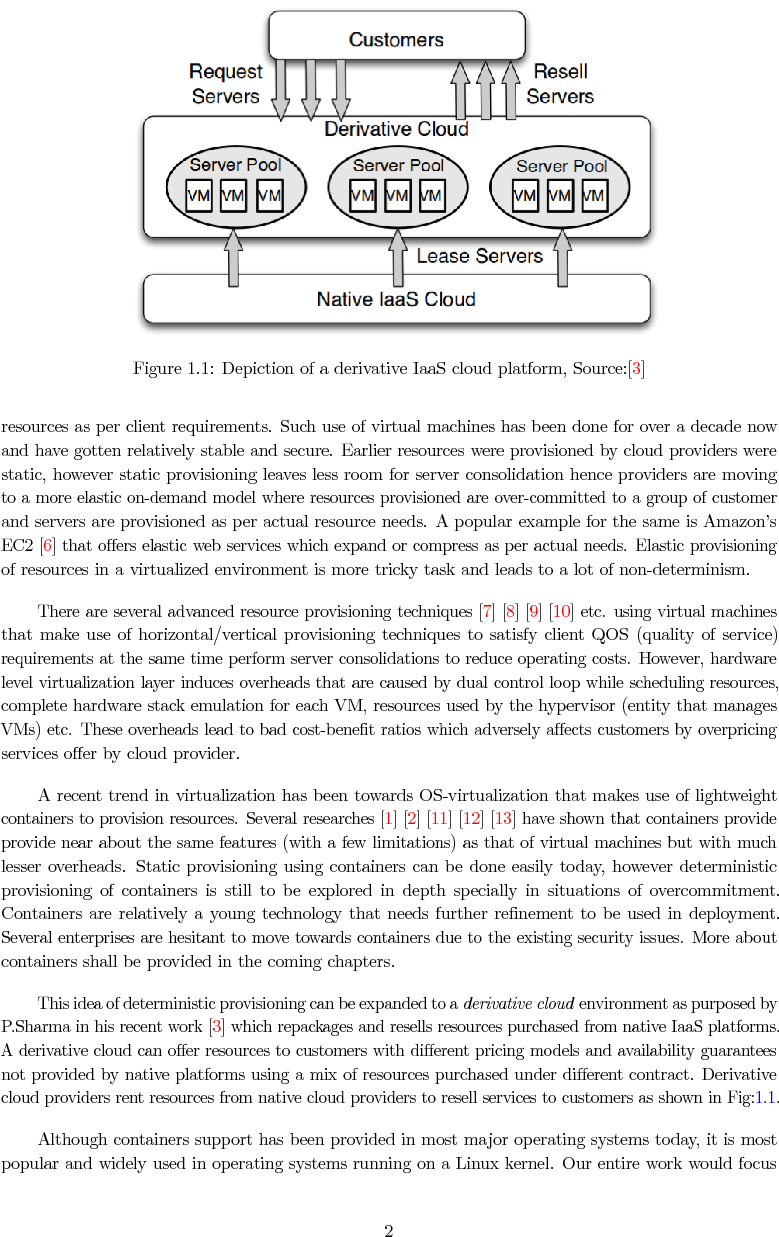 Customers
Request
Servers
Resell
Servers
Derivative Cloud
Server Pool
Server Pool
Server Pool
VM VM VM
VM VM VM
VM VM VM
Lease Servers
Native IaaS Cloud
Figure 1.1: Depiction of a derivative IaaS cloud platform, Source:[3]
resources as per client requirements. Such use of virtual machines has been done for over a decade now
and have gotten relatively stable and secure. Earlier resources were provisioned by cloud providers were
static, however static provisioning leaves less room for server consolidation hence providers are moving
to a more elastic on-demand model where resources provisioned are over-committed to a group of customer
and servers are provisioned as per actual resource needs. A popular example for the same is Amazon's
EC2 [6] that offers elastic web services which expand or compress as per actual needs. Elastic provisioning
of resources in a virtualized environment is more tricky task and leads to a lot of non-determinism.
There are several advanced resource provisioning techniques [7] [8] [9] [10] etc. using virtual machines
that make use of horizontal/vertical provisioning techniques to satisfy client QOS (quality of service)
requirements at the same time perform server consolidations to reduce operating costs. However, hardware
level virtualization layer induces overheads that are caused by dual control loop while scheduling resources,
complete hardware stack emulation for each VM, resources used by the hypervisor (entity that manages
VMs) etc. These overheads lead to bad cost-benefit ratios which adversely affects customers by overpricing
services offer by cloud provider.
A recent trend in virtualization has been towards OS-virtualization that makes use of lightweight
containers to provision resources. Several researches [1] [2] [11] [12] [13] have shown that containers provide
provide near about the same features (with a few limitations) as that of virtual machines but with much
lesser overheads. Static provisioning using containers can be done easily today, however deterministic
provisioning of containers is still to be explored in depth specially in situations of overcommitment.
Containers are relatively a young technology that needs further refinement to be used in deployment.
Several enterprises are hesitant to move towards containers due to the existing security issues. More about
containers shall be provided in the coming chapters.
This idea of deterministic provisioning can be expanded to a derivative cloud environment as purposed by
P.Sharma in his recent work [3] which repackages and resells resources purchased from native IaaS platforms.
A derivative cloud can offer resources to customers with different pricing models and availability guarantees
not provided by native platforms using a mix of resources purchased under different contract. Derivative
cloud providers rent resources from native cloud providers to resell services to customers as shown in Fig:1.1.
Although containers support has been provided in most major operating systems today, it is most
popular and widely used in operating systems running on a Linux kernel. Our entire work would focus
2